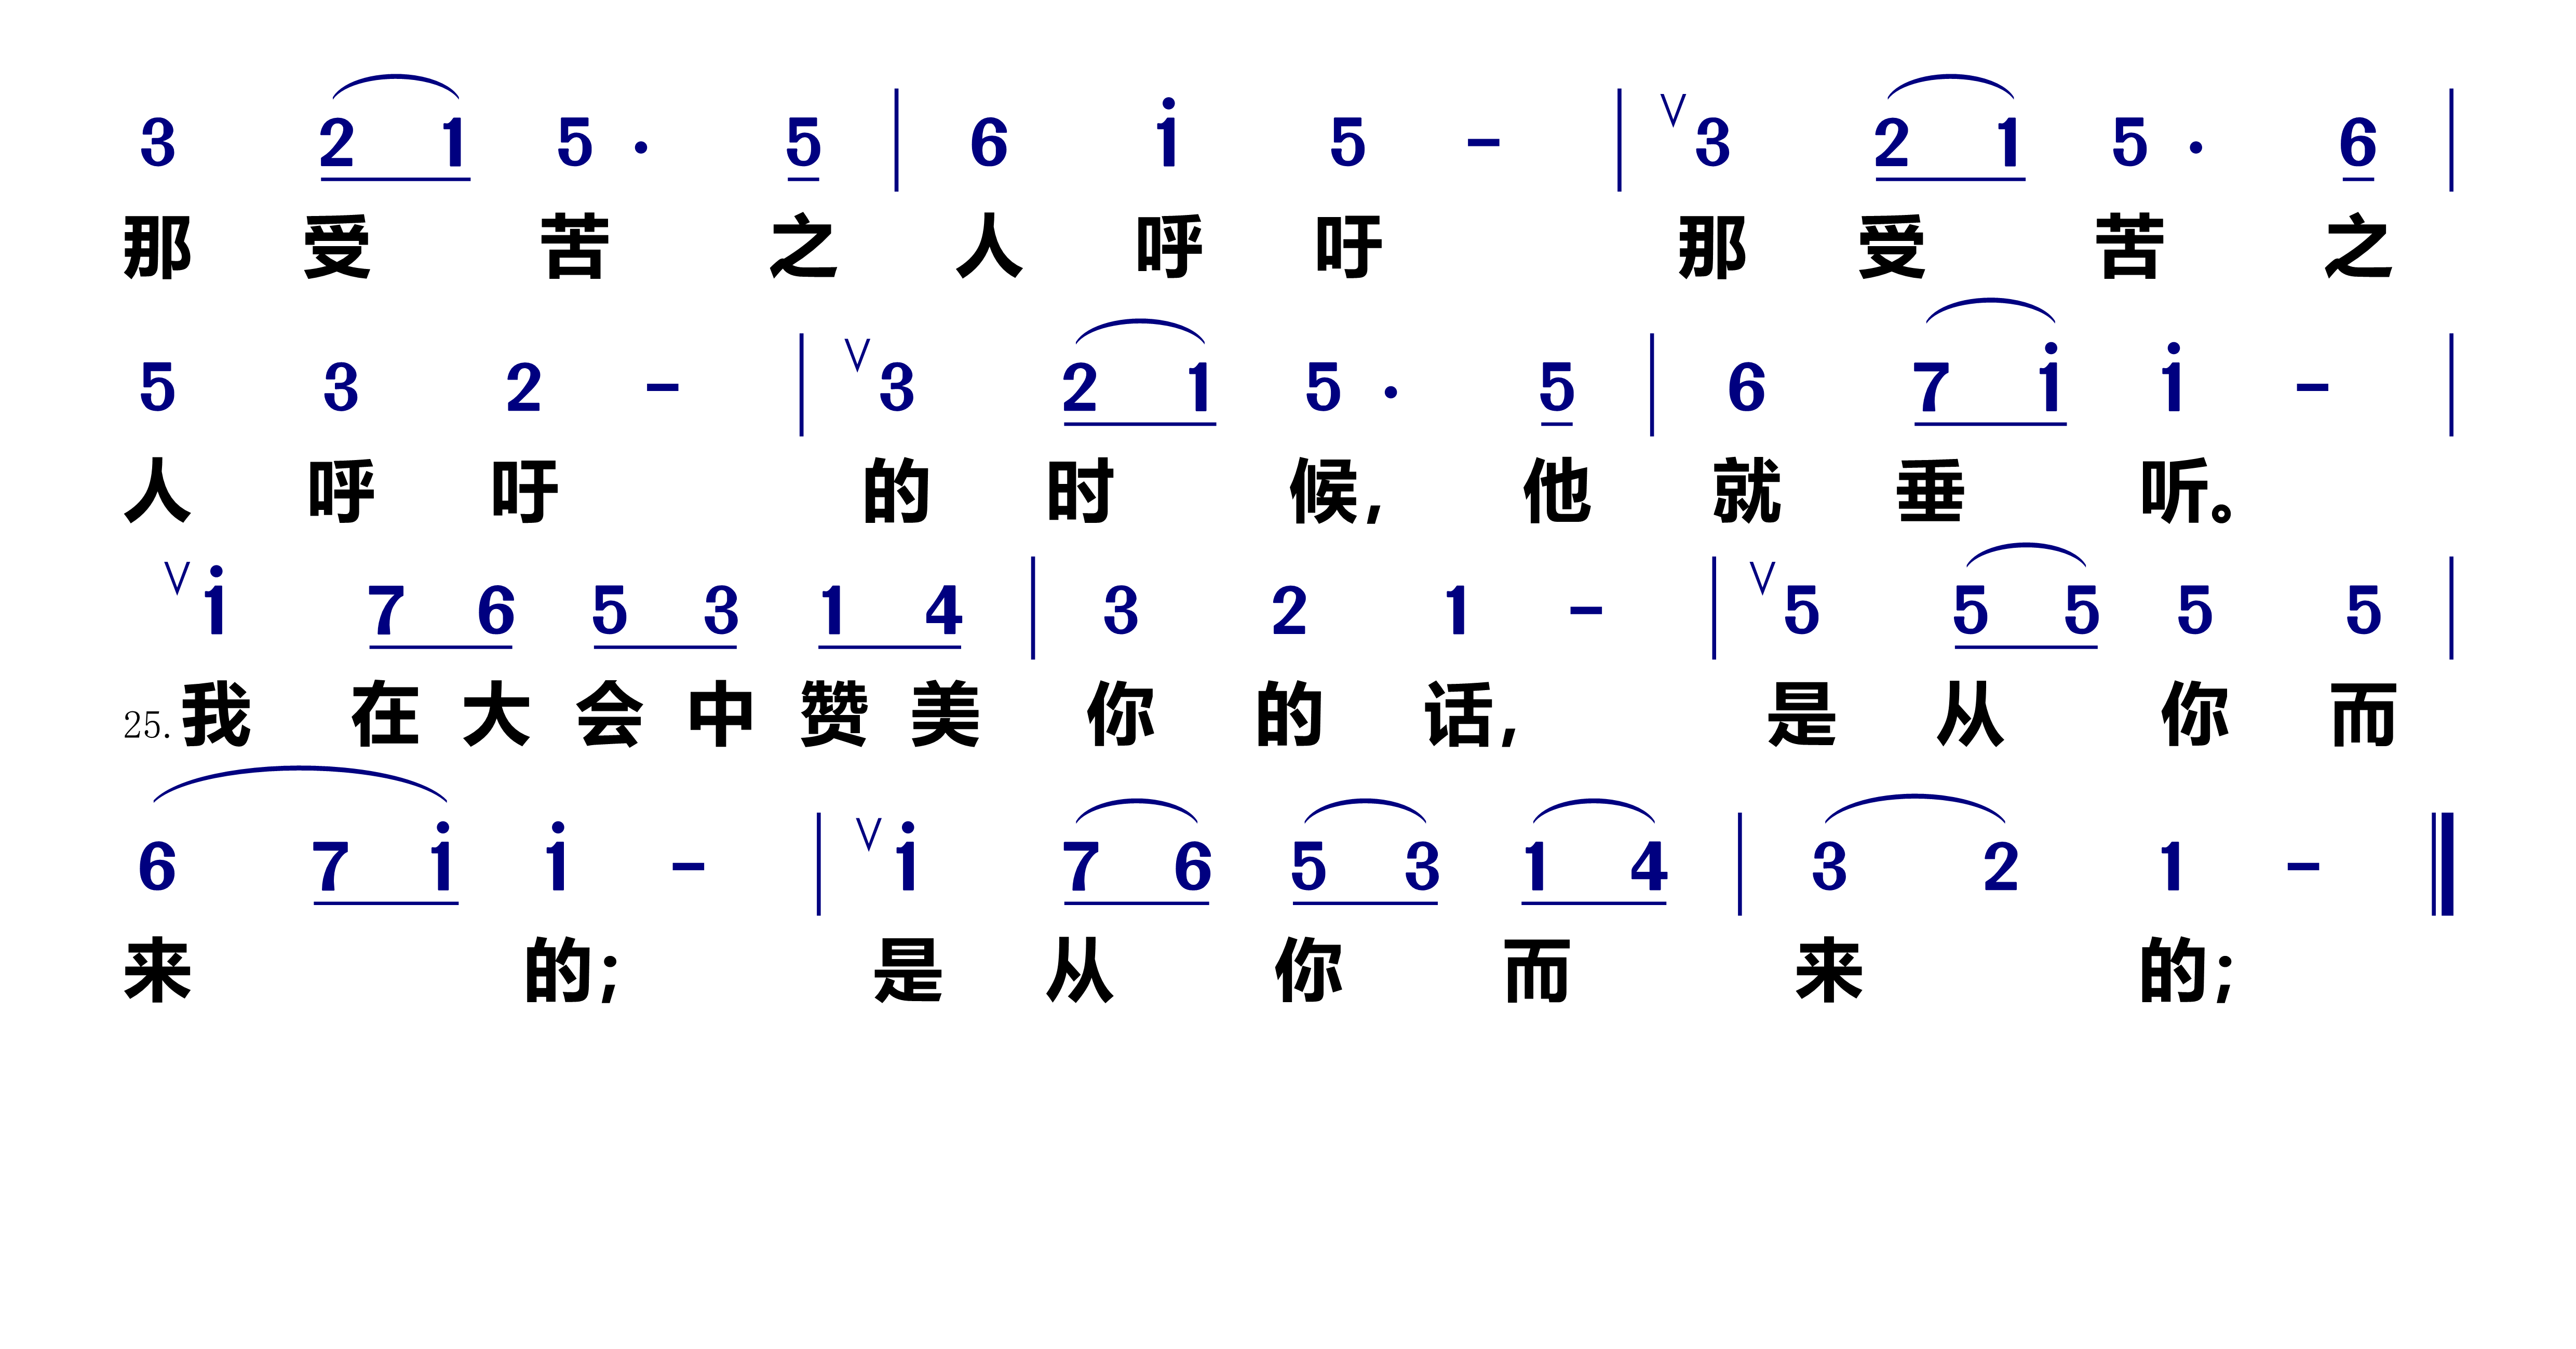 3 2 1 5 · 5 | 6 i 5 - | V 3 2 1 5 · 6 |
那 受 苦 之 人 呼 吁 那 受 苦 之
5 3 2 - | V 3 2 1 5 · 5 | 6 7 i i - |
人 呼 吁 的 时 候, 他 就 垂 听。
V i 7 6 5 3 1 4 | 3 2 1 - | V 5 5 5 5 5 |
25. 我 在 大 会 中 赞 美 你 的 话, 是 从 你 而
6 7 i i - | V i 7 6 5 3 1 4 | 3 2 1 - ‖
来 的; 是 从 你 而 来 的;